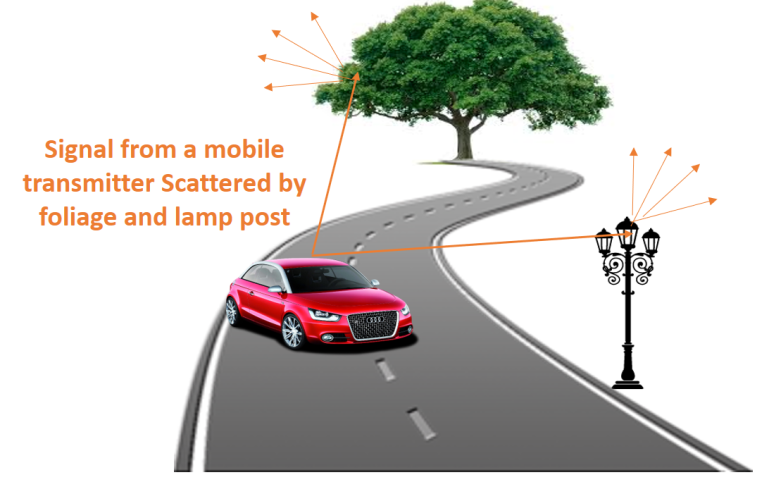 Signal from a mobile
transmitter Scattered by
foliage and lamp post